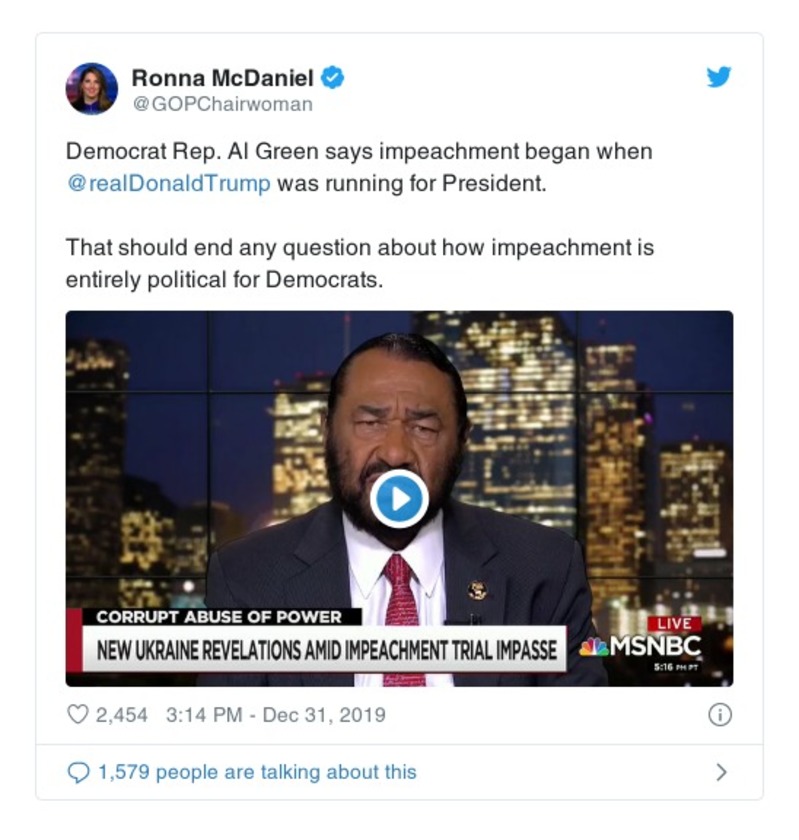 Ronna McDaniel
@GOPChairwoman
Democrat Rep. Al Green says impeachment began when
@realDonaldTrump was running for President.
That should end any question about how impeachment is
entirely political for Democrats.
CORRUPT ABUSE OF POWER
NEW UKRAINE REVELATIONS AMID IMPEACHMENT TRIAL IMPASSE
LIVE
MSNBC
5:16 PM PT
2,454 3:14 PM - Dec 31, 2019
1,579 people are talking about this